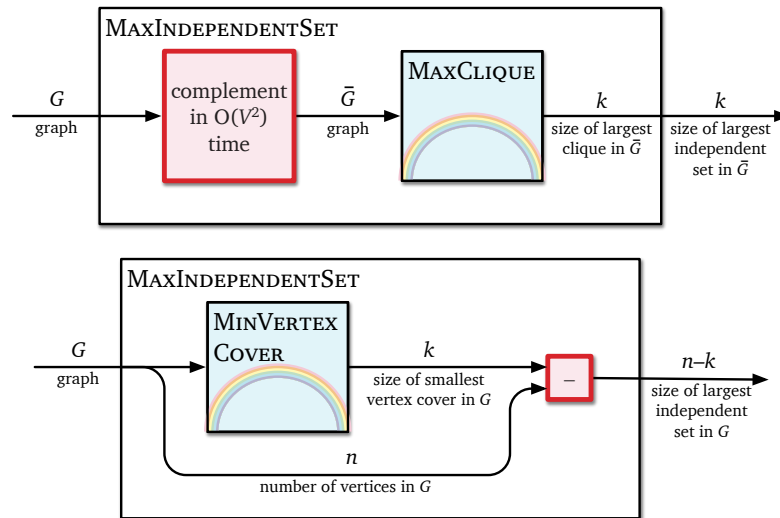 MAXINDEPENDENTSET
G
graph
complement
in O(V²)
time
Ḡ
graph
MAXCLIQUE
k
size of largest
clique in Ḡ
k
size of largest
independent
set in Ḡ
MAXINDEPENDENTSET
G
graph
MINVERTEX
COVER
k
size of smallest
vertex cover in G
–
n–k
size of largest
independent
set in G
n
number of vertices in G